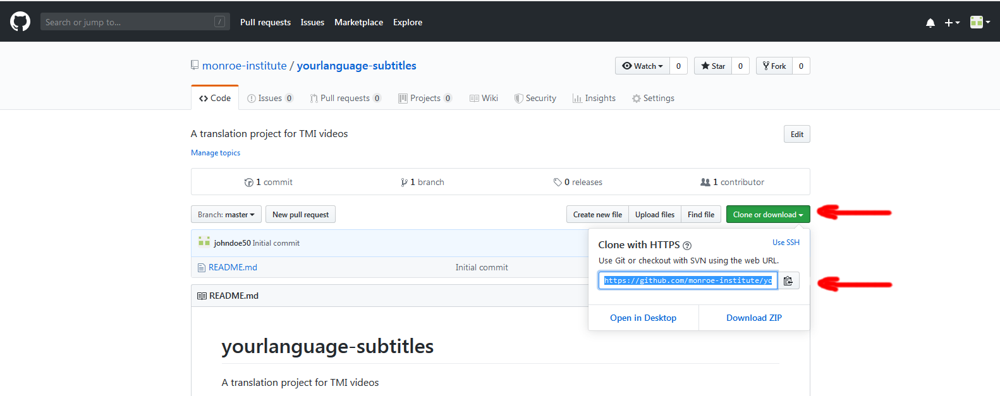 Search or jump to... / Pull requests Issues Marketplace Explore
monroe-institute / yourlanguage-subtitles Watch 0 Star 0 Fork 0
Code Issues 0 Pull requests 0 Projects 0 Wiki Security Insights Settings
A translation project for TMI videos Edit
Manage topics
1 commit 1 branch 0 releases 1 contributor
Branch: master New pull request Create new file Upload files Find file Clone or download
johndoe50 Initial commit
README.md Initial commit
Clone with HTTPS ? Use SSH
Use Git or checkout with SVN using the web URL.
https://github.com/monroe-institute/yo
Open in Desktop Download ZIP
README.md
yourlanguage-subtitles
A translation project for TMI videos